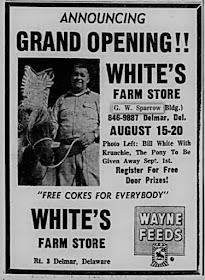 ANNOUNCING
GRAND OPENING!!
WHITE'S
FARM STORE
G. W. Sparrow (Bldg.)
846-9887 Delmar, Del.
AUGUST 15-20
Photo Left: Bill White With
Krunchie, The Pony To Be
Given Away Sept. 1st.
Register For Free
Door Prizes!
"FREE COKES FOR EVERYBODY"
WHITE'S
FARM STORE
Rt. 2 Delmar, Delaware
WAYNE
FEEDS